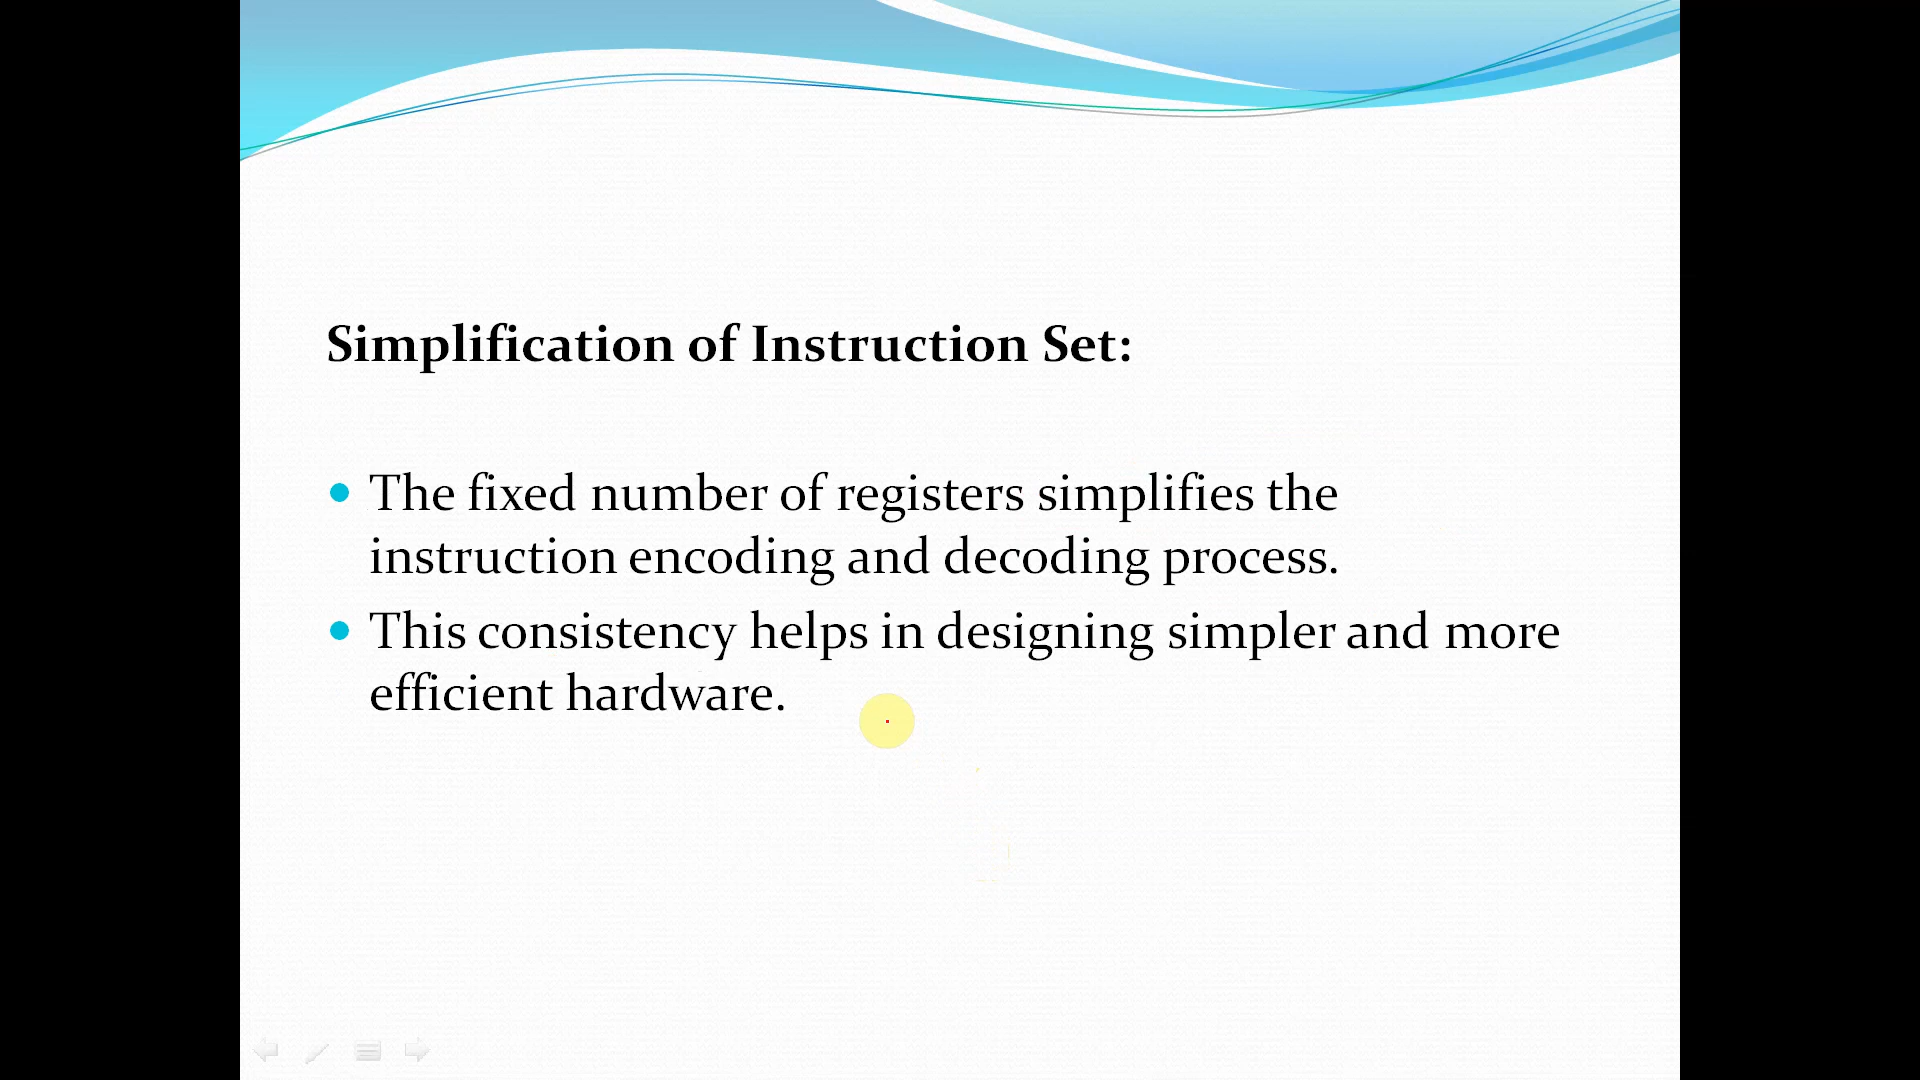 Simplification of Instruction Set:
• The fixed number of registers simplifies the
instruction encoding and decoding process.
• This consistency helps in designing simpler and more
efficient hardware.